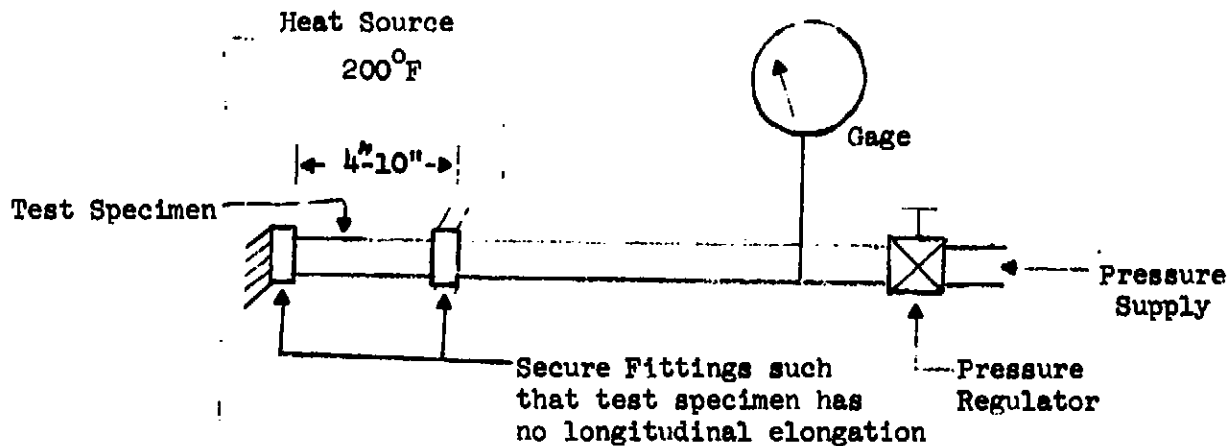 Heat Source
200°F
Gage
4"-10"
Test Specimen
Pressure
Supply
Secure Fittings such
that test specimen has
no longitudinal elongation
Pressure
Regulator